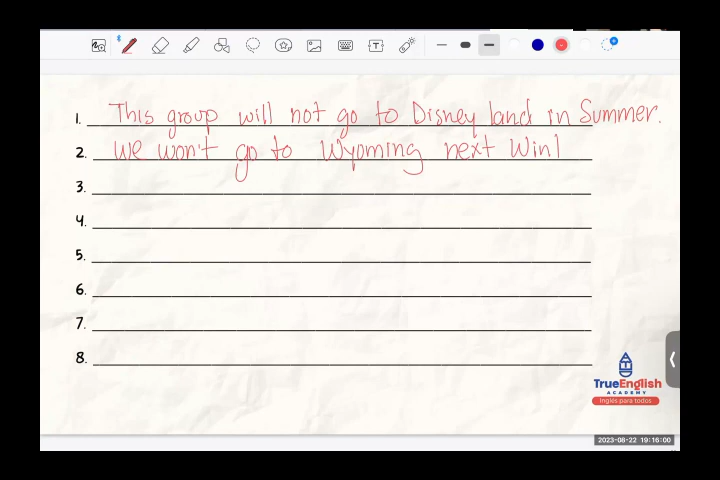 1. This group will not go to Disney land in Summer.
2. we won't go to Wyoming next Win
3.
4.
5.
6.
7.
8.
TrueEnglish
ACADEMY
Inglés para todos
2023-08-22 19:16:00